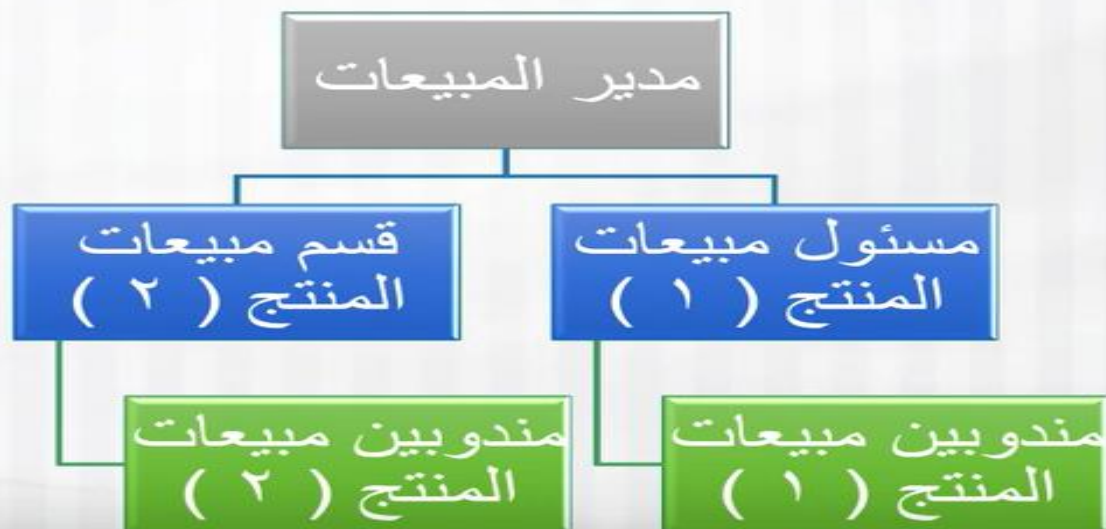 مدير المبيعات
مسئول مبيعات
المنتج ( ١ )
قسم مبيعات
المنتج ( ٢ )
مندوبين مبيعات
المنتج ( ١ )
مندوبين مبيعات
المنتج ( ٢ )